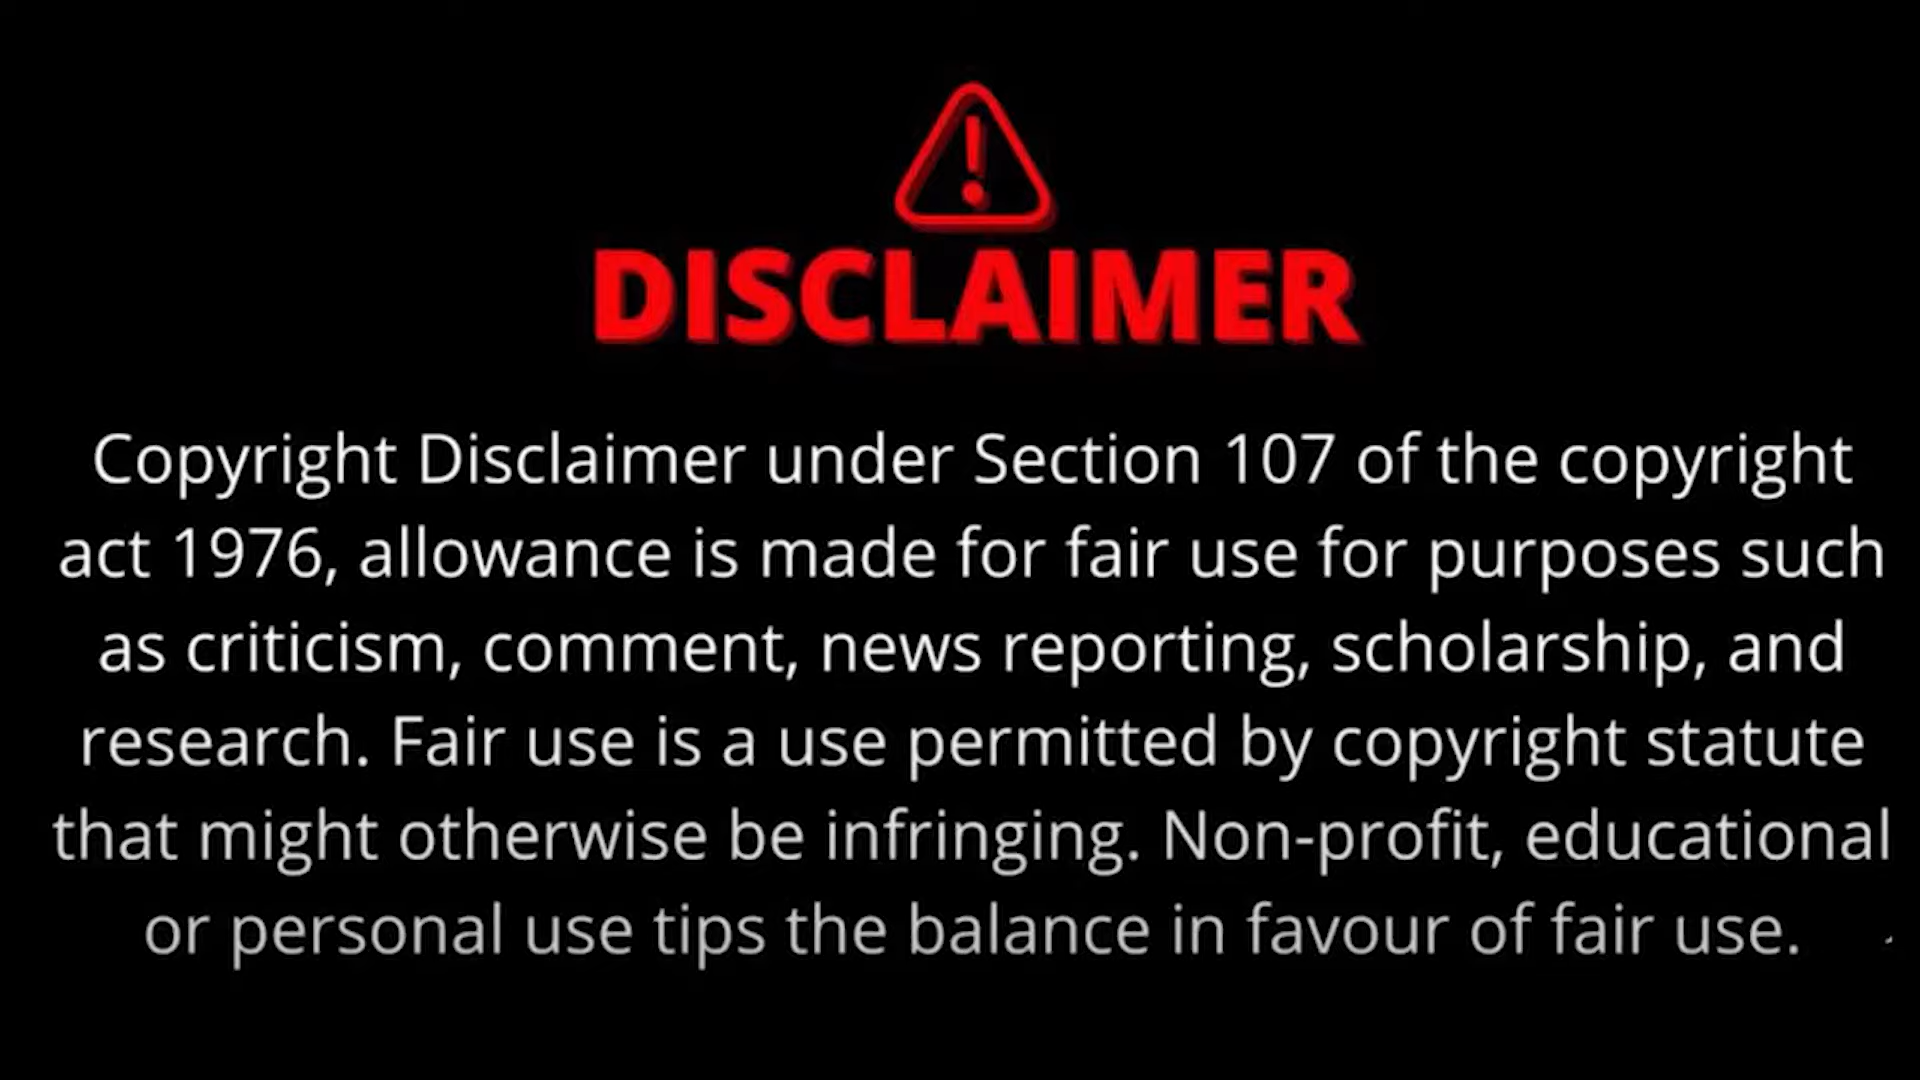 DISCLAIMER
Copyright Disclaimer under Section 107 of the copyright
act 1976, allowance is made for fair use for purposes such
as criticism, comment, news reporting, scholarship, and
research. Fair use is a use permitted by copyright statute
that might otherwise be infringing. Non-profit, educational
or personal use tips the balance in favour of fair use.